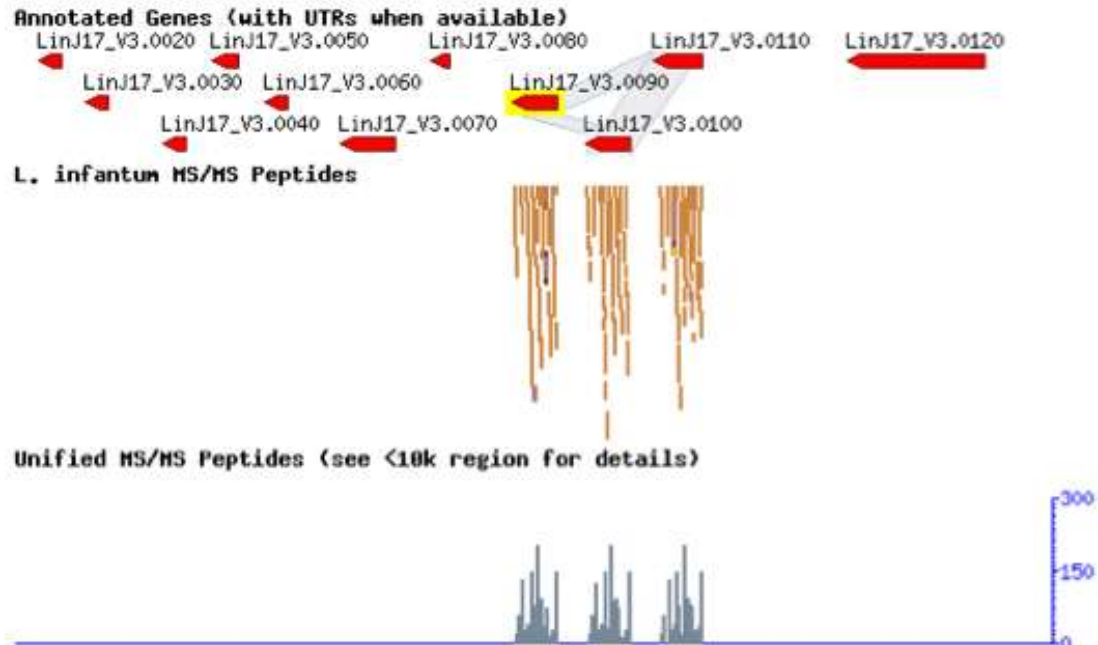 Annotated Genes (with UTRs when available)
LinJ17_V3.0020 LinJ17_V3.0050 LinJ17_V3.0080 LinJ17_V3.0110 LinJ17_V3.0120
LinJ17_V3.0030 LinJ17_V3.0060 LinJ17_V3.0090
LinJ17_V3.0040 LinJ17_V3.0070 LinJ17_V3.0100
L. infantum MS/MS Peptides
Unified MS/MS Peptides (see <10k region for details)
300
150
0